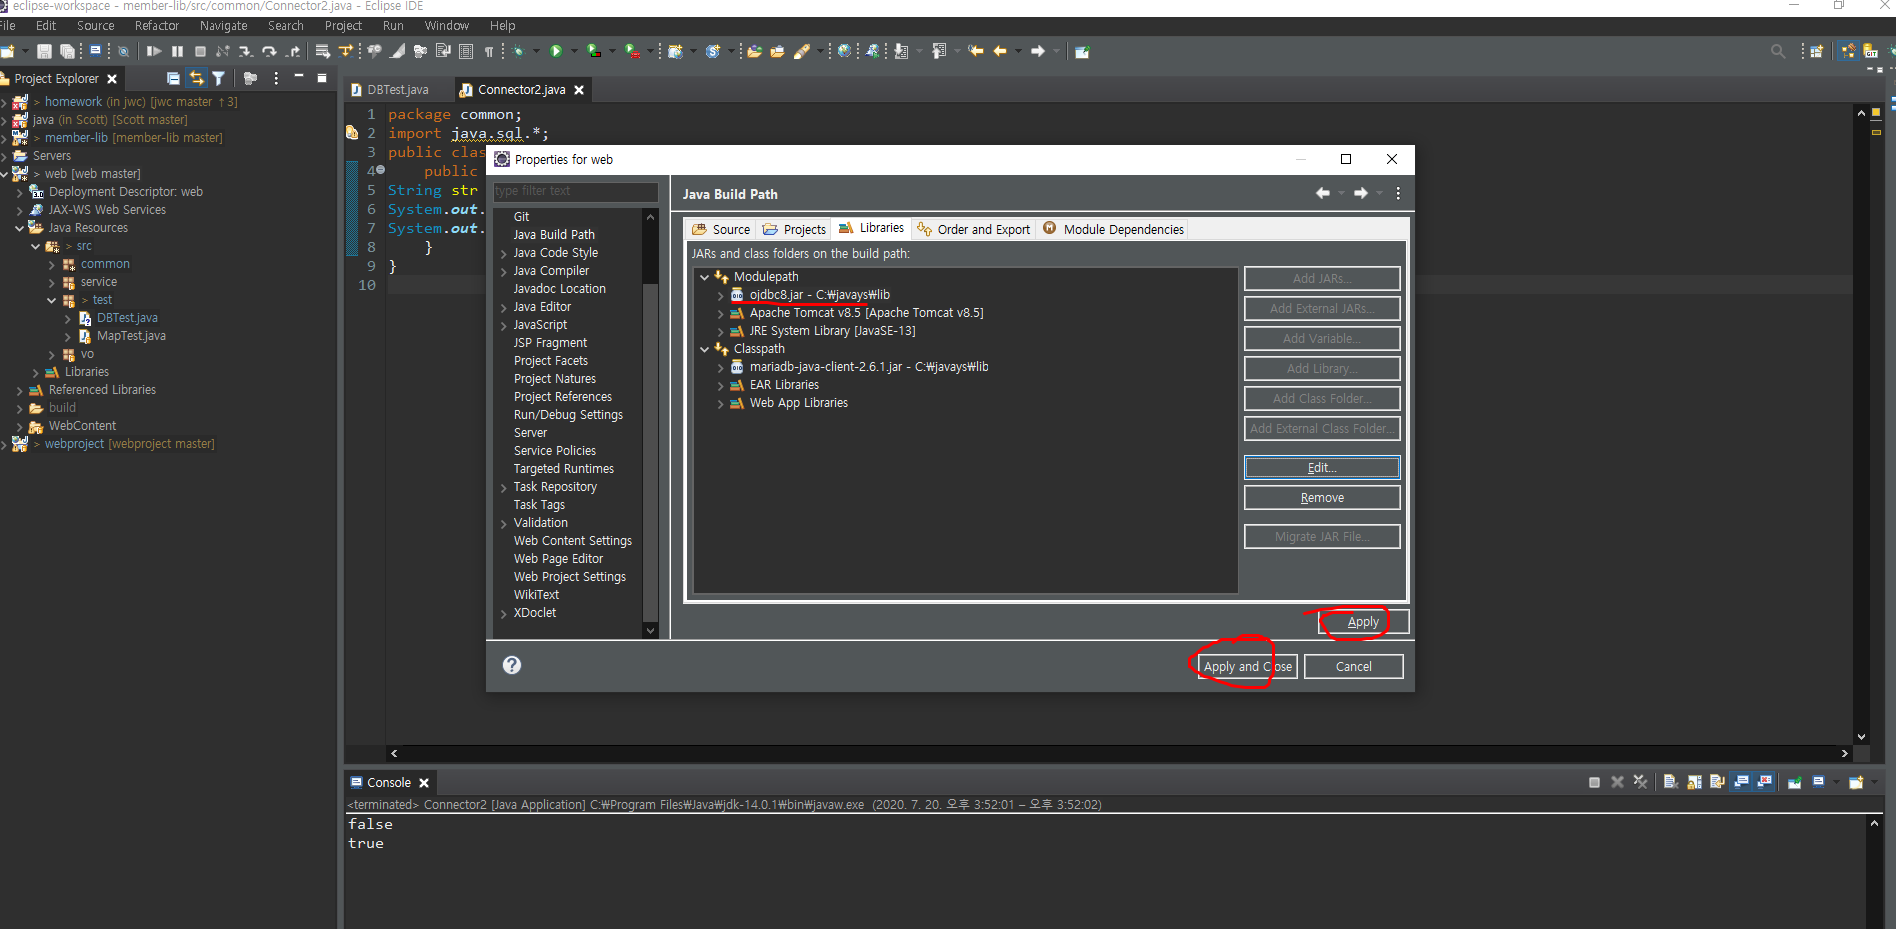 eclipse-workspace - member-lib/src/common/Connector2.java - Eclipse IDE
File Edit Source Refactor Navigate Search Project Run Window Help
Project Explorer
> homework (in jwc) [jwc master ↑3]
java (in Scott) [Scott master]
> member-lib [member-lib master]
Servers
> web [web master]
Deployment Descriptor: web
JAX-WS Web Services
Java Resources
> src
common
service
> test
DBTest.java
MapTest.java
vo
Libraries
Referenced Libraries
build
WebContent
> webproject [webproject master]
DBTest.java
Connector2.java
1 package common;
2 import java.sql.*;
3 public clas
4 public
5 String str
6 System.out.
7 System.out.
8 }
9 }
10
Properties for web
type filter text
Git
Java Build Path
Java Code Style
Java Compiler
Javadoc Location
Java Editor
JavaScript
JSP Fragment
Project Facets
Project Natures
Project References
Run/Debug Settings
Server
Service Policies
Targeted Runtimes
Task Repository
Task Tags
Validation
Web Content Settings
Web Page Editor
Web Project Settings
WikiText
XDoclet
Java Build Path
Source Projects Libraries Order and Export Module Dependencies
JARs and class folders on the build path:
Modulepath
ojdbc8.jar - C:₩javays₩lib
Apache Tomcat v8.5 [Apache Tomcat v8.5]
JRE System Library [JavaSE-13]
Classpath
mariadb-java-client-2.6.1.jar - C:₩javays₩lib
EAR Libraries
Web App Libraries
Add JARs...
Add External JARs...
Add Variable...
Add Library...
Add Class Folder...
Add External Class Folder...
Edit...
Remove
Migrate JAR File...
Apply
Apply and Close
Cancel
Console
<terminated> Connector2 [Java Application] C:₩Program Files₩Java₩jdk-14.0.1₩bin₩javaw.exe (2020. 7. 20. 오후 3:52:01 – 오후 3:52:02)
false
true